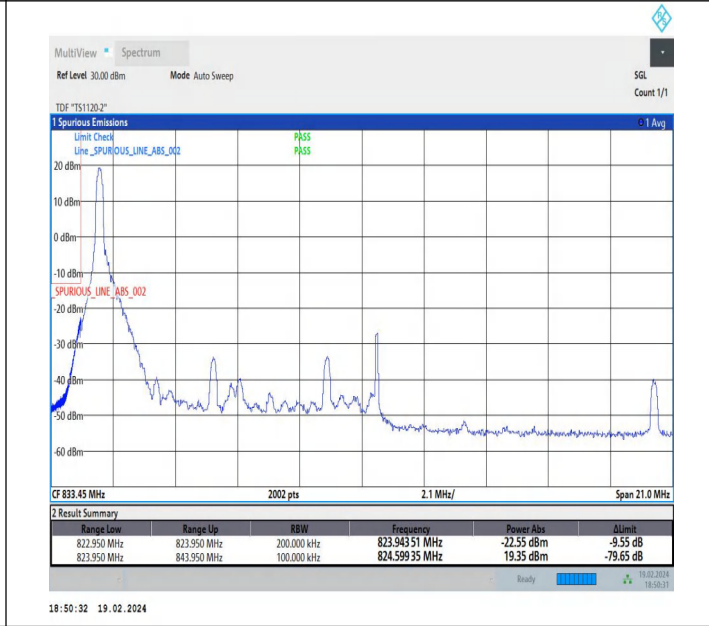 R S
MultiView Spectrum
Ref Level 30.00 dBm Mode Auto Sweep SGL
Count 1/1
TDF "TS1120-2"
1 Spurious Emissions 1 Avg
Limit Check PASS
Line _SPURIOUS_LINE_ABS_002 PASS
20 dBm
10 dBm
0 dBm
-10 dBm
_SPURIOUS_LINE_ABS_002
-20 dBm
-30 dBm
-40 dBm
-50 dBm
-60 dBm
CF 833.45 MHz 2002 pts 2.1 MHz/ Span 21.0 MHz
2 Result Summary
Range Low Range Up RBW Frequency Power Abs ΔLimit
822.950 MHz 823.950 MHz 200.000 kHz 823.943 51 MHz -22.55 dBm -9.55 dB
823.950 MHz 843.950 MHz 100.000 kHz 824.599 35 MHz 19.35 dBm -79.65 dB
Ready 19.02.2024
18:50:31
18:50:32 19.02.2024